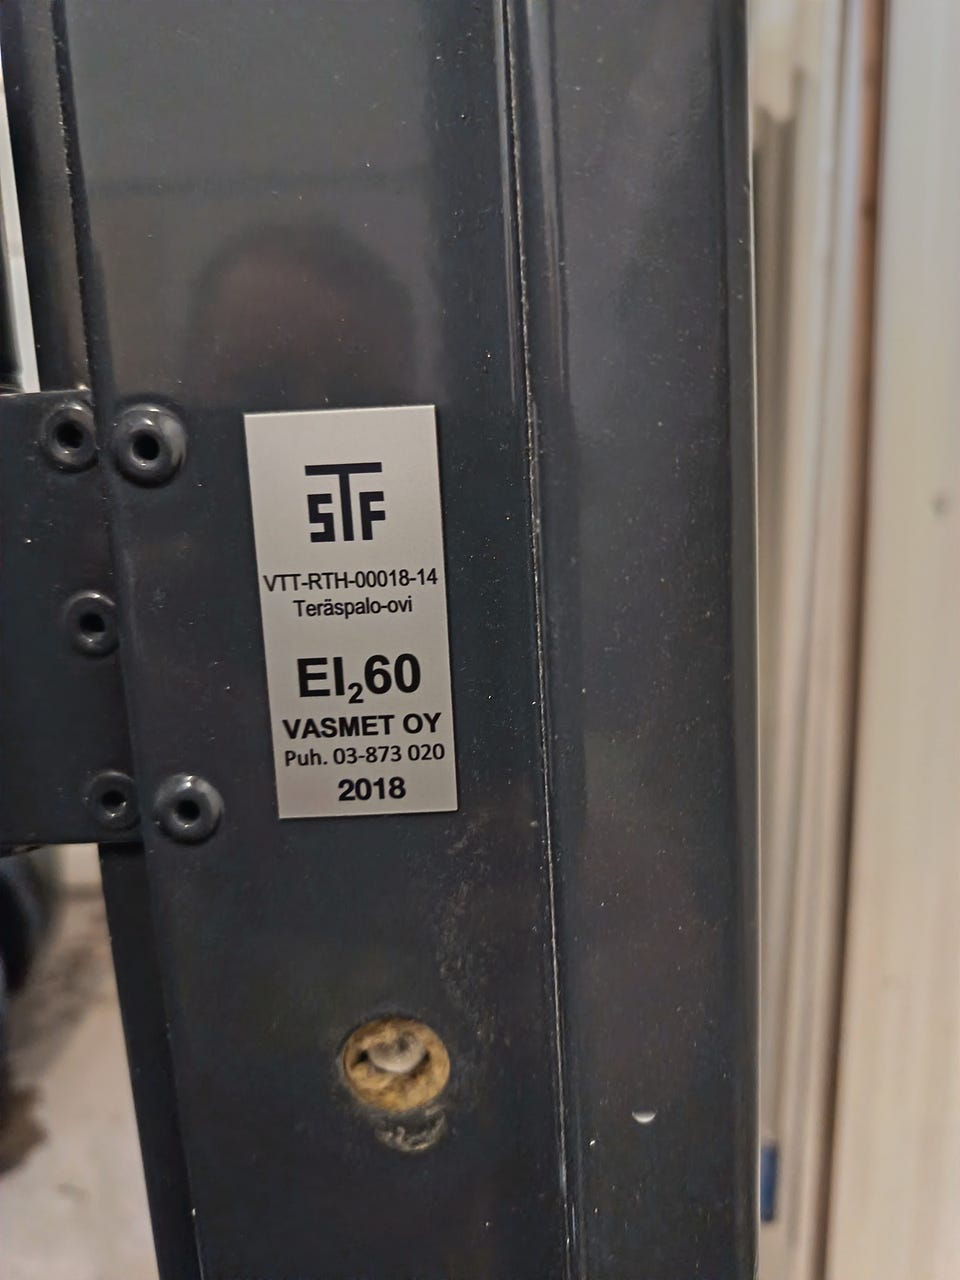 STF
VTT-RTH-00018-14
Teräspalo-ovi
EI₂60
VASMET OY
Puh. 03-873 020
2018